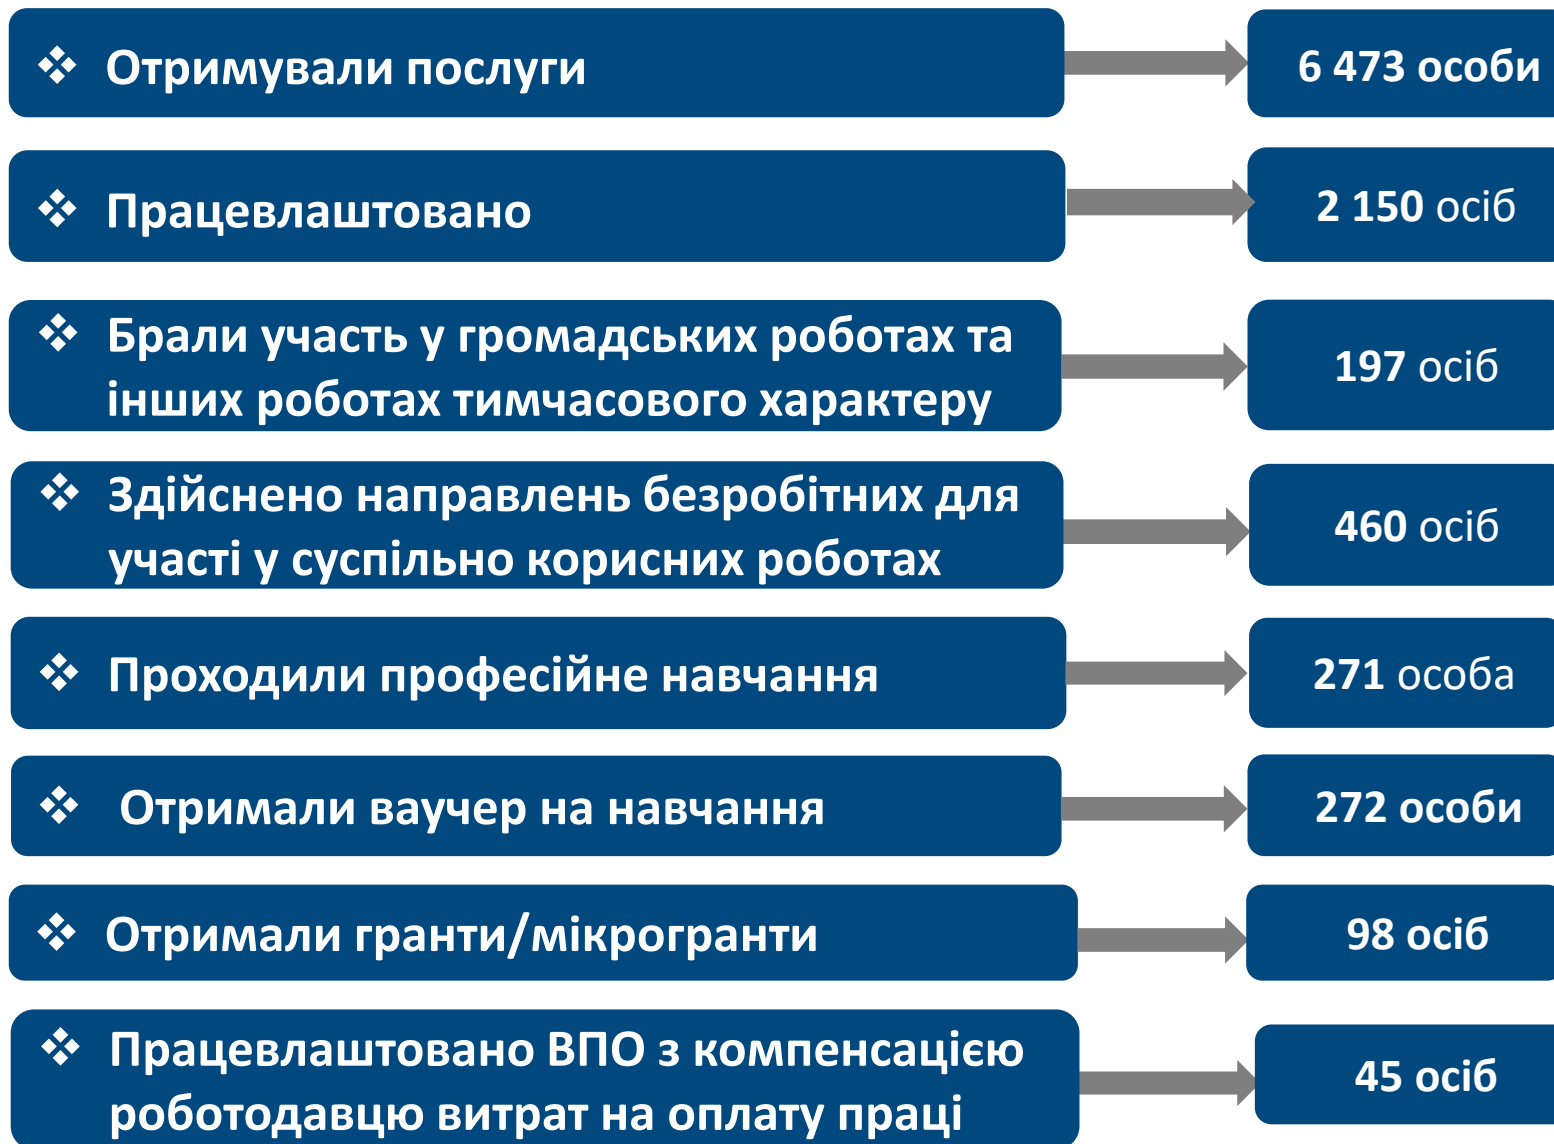 ❖ Отримували послуги
6 473 особи
❖ Працевлаштовано
2 150 осіб
❖ Брали участь у громадських роботах та
інших роботах тимчасового характеру
197 осіб
❖ Здійснено направлень безробітних для
участі у суспільно корисних роботах
460 осіб
❖ Проходили професійне навчання
271 особа
❖ Отримали ваучер на навчання
272 особи
❖ Отримали гранти/мікрогранти
98 осіб
❖ Працевлаштовано ВПО з компенсацією
роботодавцю витрат на оплату праці
45 осіб